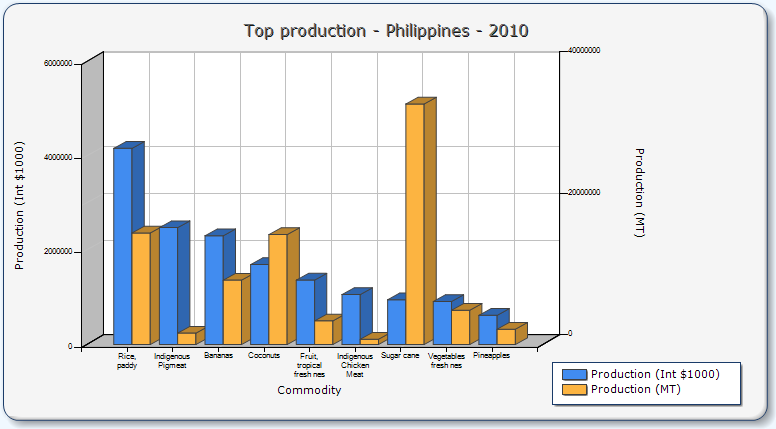 Top production - Philippines - 2010
Production (Int $1000)
6000000
4000000
2000000
0
40000000
20000000
0
Production (MT)
Rice,
paddy
Indigenous
Pigmeat
Bananas
Coconuts
Fruit,
tropical
fresh nes
Indigenous
Chicken
Meat
Sugar cane
Vegetables
fresh nes
Pineapples
Commodity
Production (Int $1000)
Production (MT)